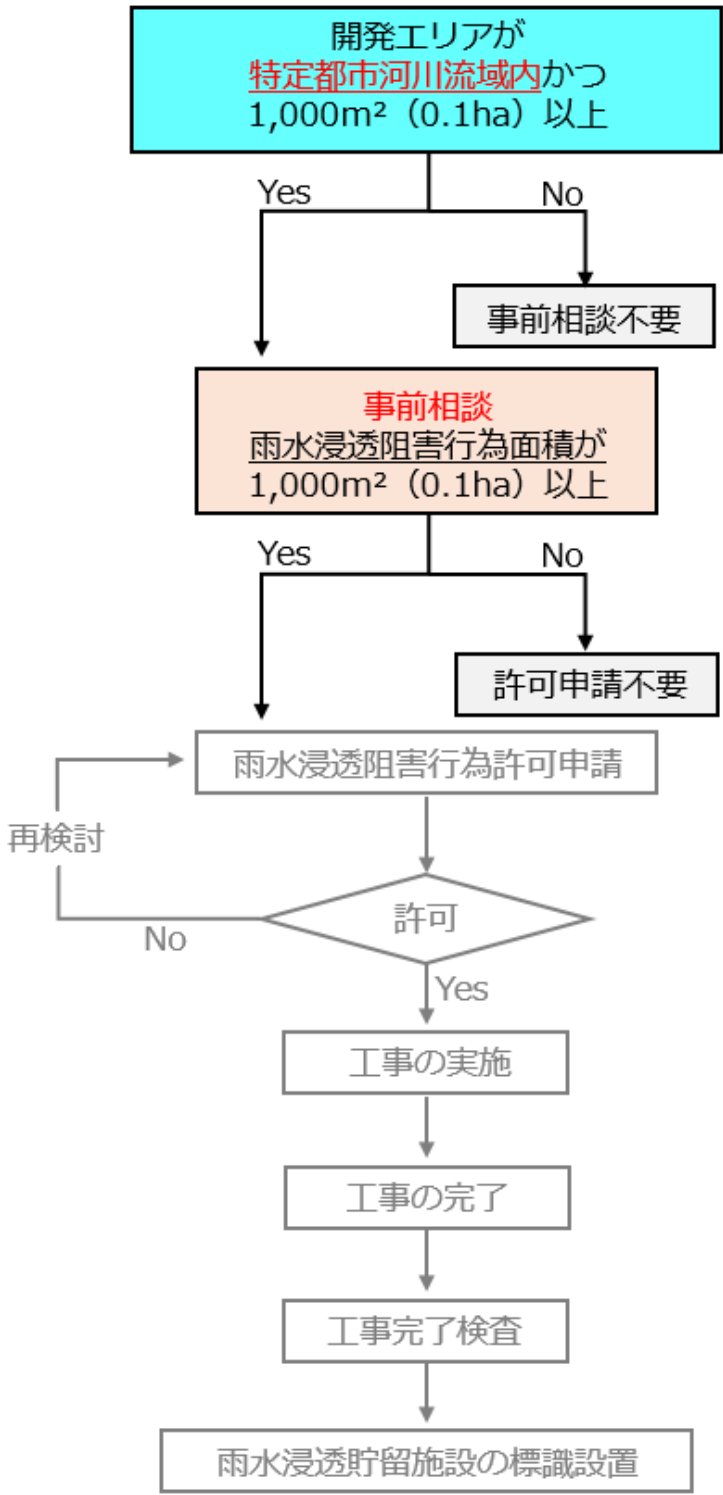 開発エリアが
特定都市河川流域内かつ
1,000m²（0.1ha）以上
Yes
No
事前相談不要
事前相談
雨水浸透阻害行為面積が
1,000m²（0.1ha）以上
Yes
No
許可申請不要
雨水浸透阻害行為許可申請
再検討
許可
No
Yes
工事の実施
工事の完了
工事完了検査
雨水浸透貯留施設の標識設置